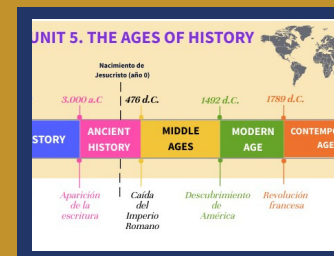 UNIT 5. THE AGES OF HISTORY
Nacimiento de
Jesucristo (año 0)
3.000 a.C
476 d.C.
1492 d.C.
1789 d.C.
STORY
ANCIENT
HISTORY
MIDDLE
AGES
MODERN
AGE
CONTEMP
AGE
Aparición
de la
escritura
Caída
del
Imperio
Romano
Descubrimiento
de
América
Revolución
francesa